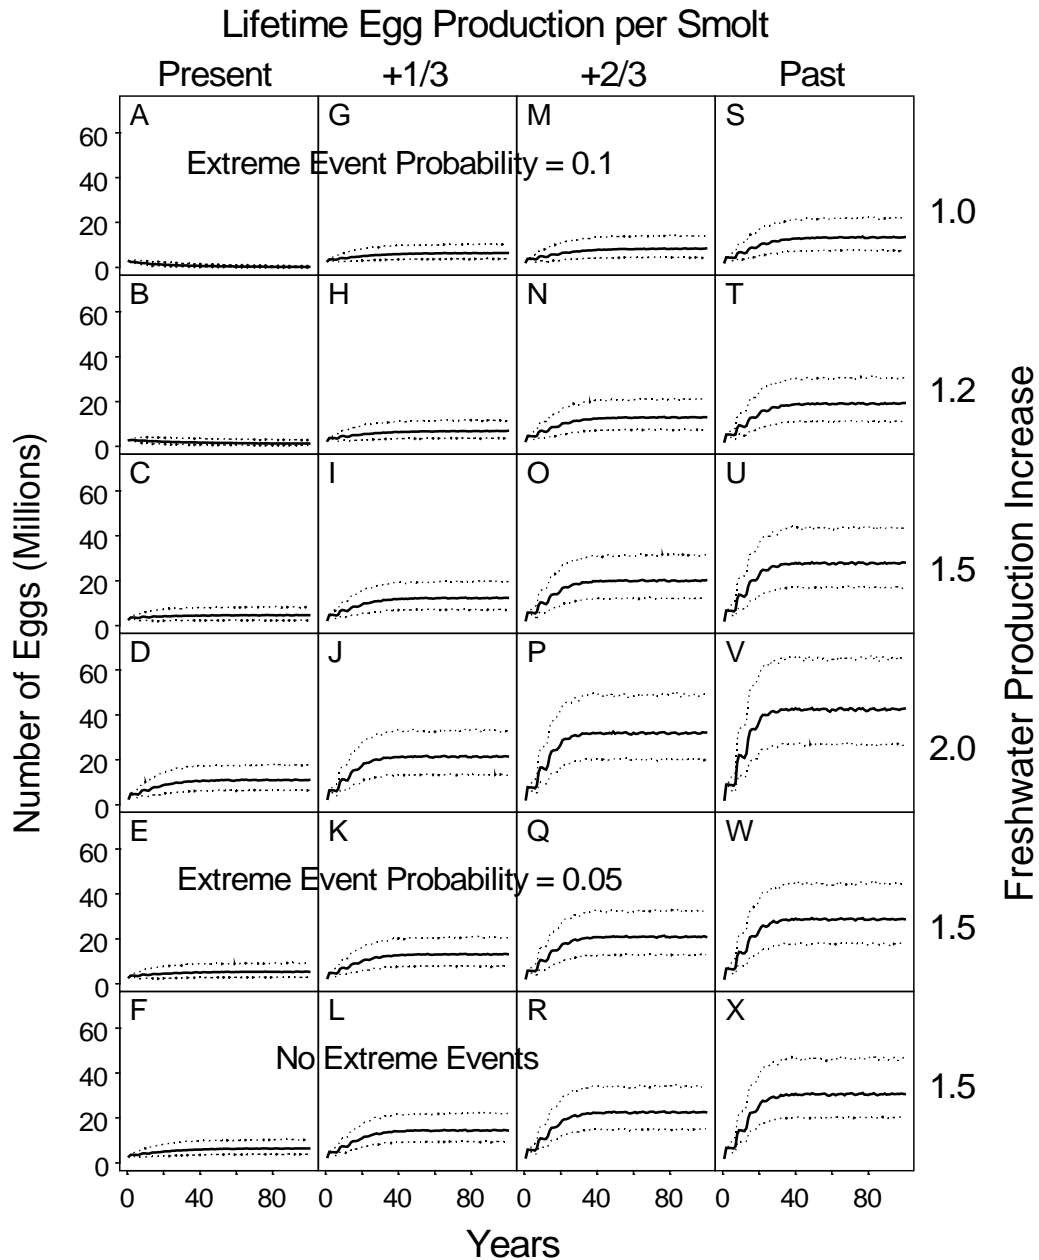 Lifetime Egg Production per Smolt
Present +1/3 +2/3 Past
A G M S
60
Extreme Event Probability = 0.1
40
20
0
1.0
B H N T
60
40
20
0
1.2
C I O U
60
40
20
0
1.5
D J P V
60
40
20
0
2.0
E K Q W
60
Extreme Event Probability = 0.05
40
20
0
1.5
F L R X
60
No Extreme Events
40
20
0
1.5
0 40 80 0 40 80 0 40 80 0 40 80
Years
Number of Eggs (Millions)
Freshwater Production Increase